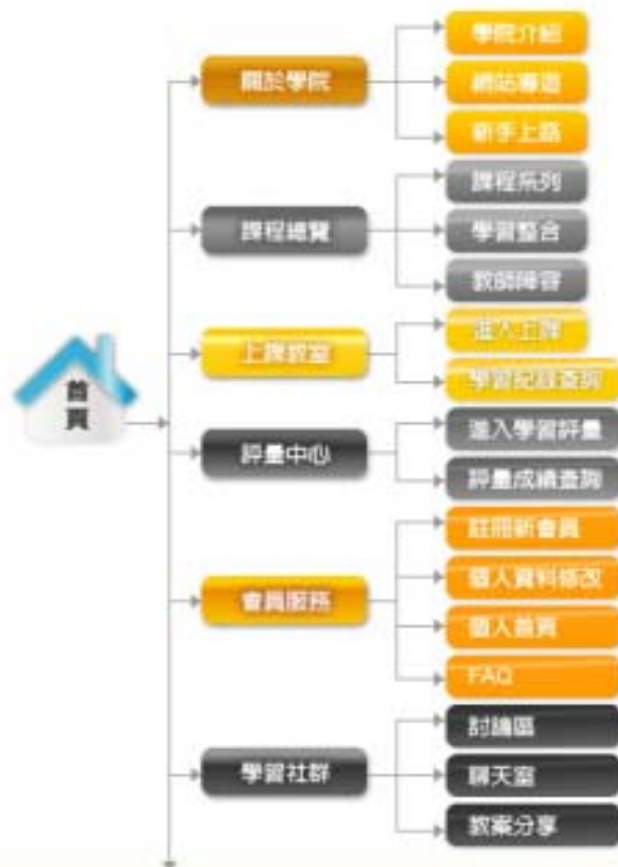 首頁
關於學院
學院介紹
網站導遊
新手上路
課程總覽
課程系列
學習整合
教師陣容
上課教室
進入上課
學習紀錄查詢
評量中心
進入學習評量
評量成績查詢
會員服務
註冊新會員
個人資料修改
個人首頁
FAQ
學習社群
討論區
聊天室
教案分享